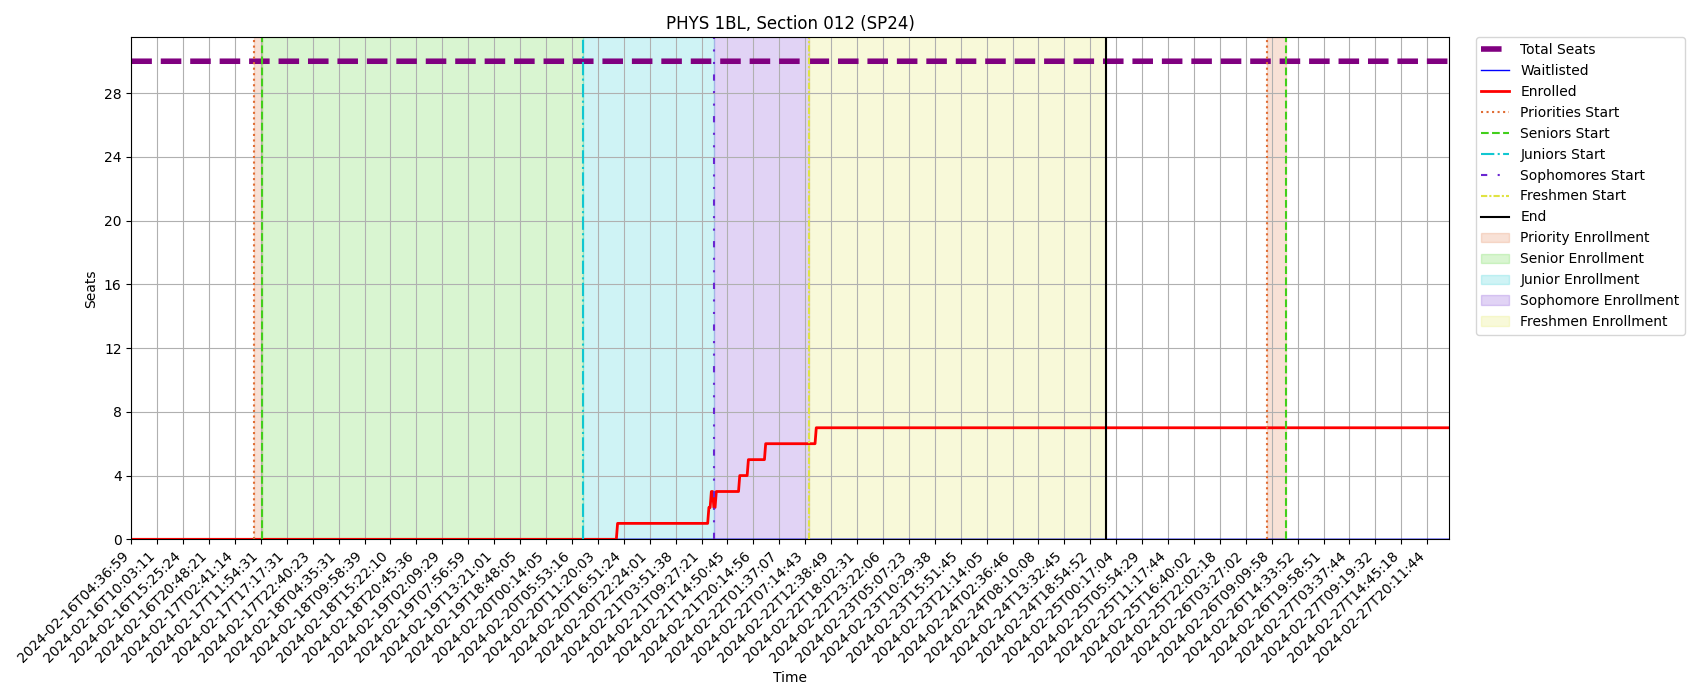 PHYS 1BL, Section 012 (SP24)
Total Seats
Waitlisted
Enrolled
Priorities Start
Seniors Start
Juniors Start
Sophomores Start
Freshmen Start
End
Priority Enrollment
Senior Enrollment
Junior Enrollment
Sophomore Enrollment
Freshmen Enrollment
Seats
28
24
20
16
12
8
4
0
2024-02-16T04:36:59
2024-02-16T10:03:11
2024-02-16T15:25:24
2024-02-16T20:48:21
2024-02-17T02:41:14
2024-02-17T11:54:31
2024-02-17T17:17:31
2024-02-17T22:40:23
2024-02-18T04:35:31
2024-02-18T09:58:39
2024-02-18T15:22:10
2024-02-18T20:45:36
2024-02-19T02:09:29
2024-02-19T07:56:59
2024-02-19T13:21:01
2024-02-19T18:48:05
2024-02-20T00:14:05
2024-02-20T05:53:16
2024-02-20T11:20:03
2024-02-20T16:51:24
2024-02-20T22:24:01
2024-02-21T03:51:38
2024-02-21T09:27:21
2024-02-21T14:50:45
2024-02-21T20:14:56
2024-02-22T01:37:07
2024-02-22T07:14:43
2024-02-22T12:38:49
2024-02-22T18:02:31
2024-02-22T23:22:06
2024-02-23T05:07:23
2024-02-23T10:29:38
2024-02-23T15:51:45
2024-02-23T21:14:05
2024-02-24T02:36:46
2024-02-24T08:10:08
2024-02-24T13:32:45
2024-02-24T18:54:52
2024-02-25T00:17:04
2024-02-25T05:54:29
2024-02-25T11:17:44
2024-02-25T16:40:02
2024-02-25T22:02:18
2024-02-26T03:27:02
2024-02-26T09:09:58
2024-02-26T14:33:52
2024-02-26T19:58:51
2024-02-27T03:37:44
2024-02-27T09:19:32
2024-02-27T14:45:18
2024-02-27T20:11:44
Time